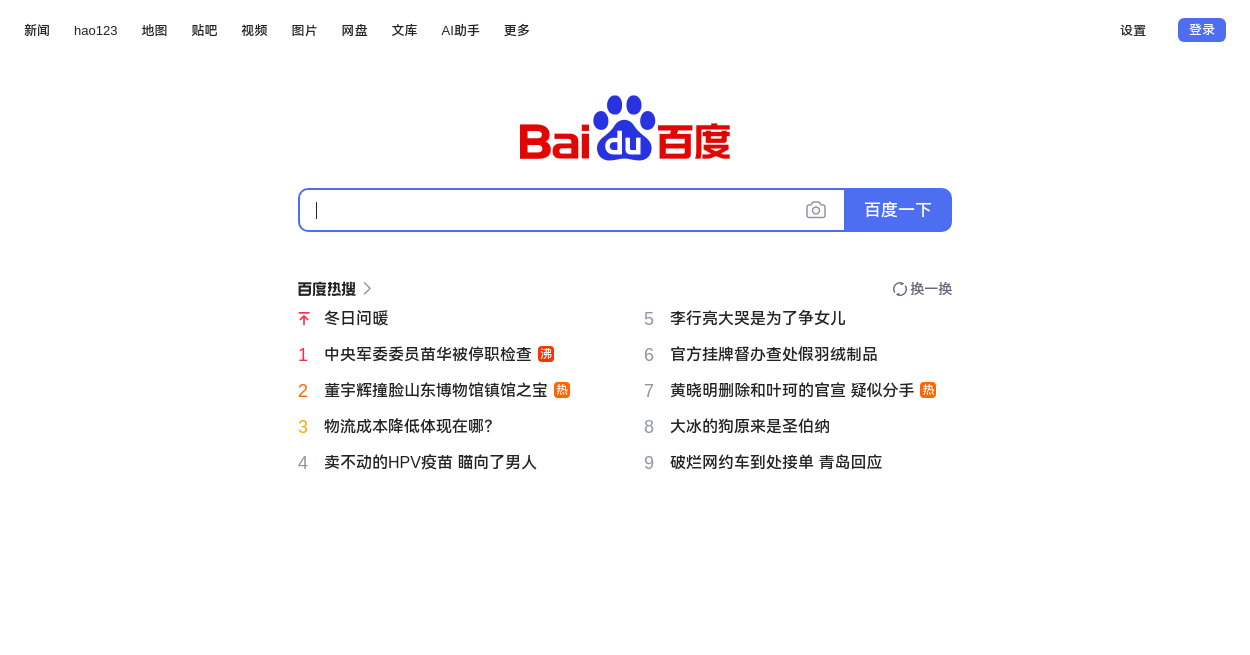 新闻 hao123 地图 贴吧 视频 图片 网盘 文库 AI助手 更多 设置 登录
Bai du 百度
百度一下
百度热搜 换一换
冬日问暖
1 中央军委委员苗华被停职检查 沸
2 董宇辉撞脸山东博物馆镇馆之宝 热
3 物流成本降低体现在哪？
4 卖不动的HPV疫苗 瞄向了男人
5 李行亮大哭是为了争女儿
6 官方挂牌督办查处假羽绒制品
7 黄晓明删除和叶珂的官宣 疑似分手 热
8 大冰的狗原来是圣伯纳
9 破烂网约车到处接单 青岛回应